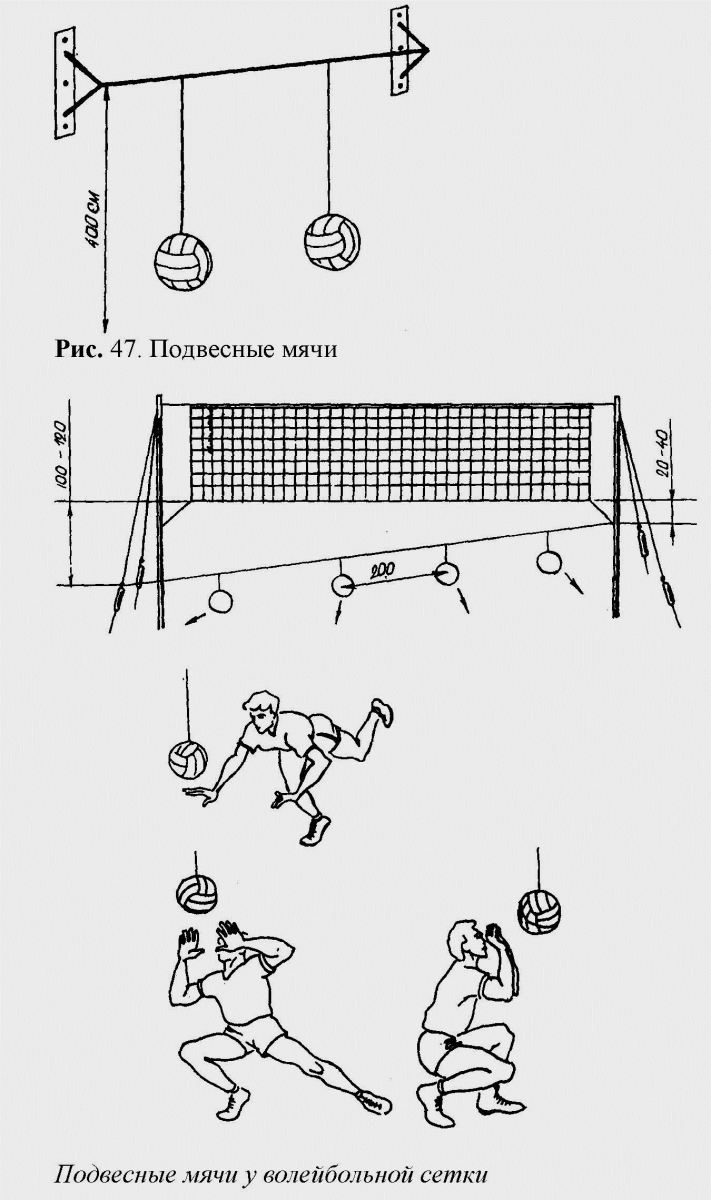 400 см
Рис. 47. Подвесные мячи
100 - 120
20-40
200
Подвесные мячи у волейбольной сетки